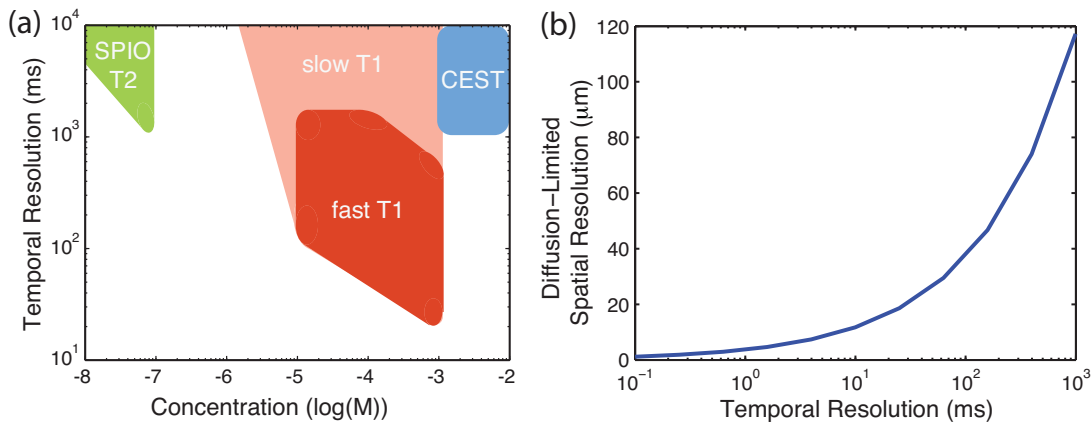 (a)
Temporal Resolution (ms)
10^4
10^3
10^2
10^1
SPIO
T2
slow T1
CEST
fast T1
-8 -7 -6 -5 -4 -3 -2
Concentration (log(M))
(b)
Diffusion−Limited
Spatial Resolution (μm)
120
100
80
60
40
20
0
10^−1 10^0 10^1 10^2 10^3
Temporal Resolution (ms)